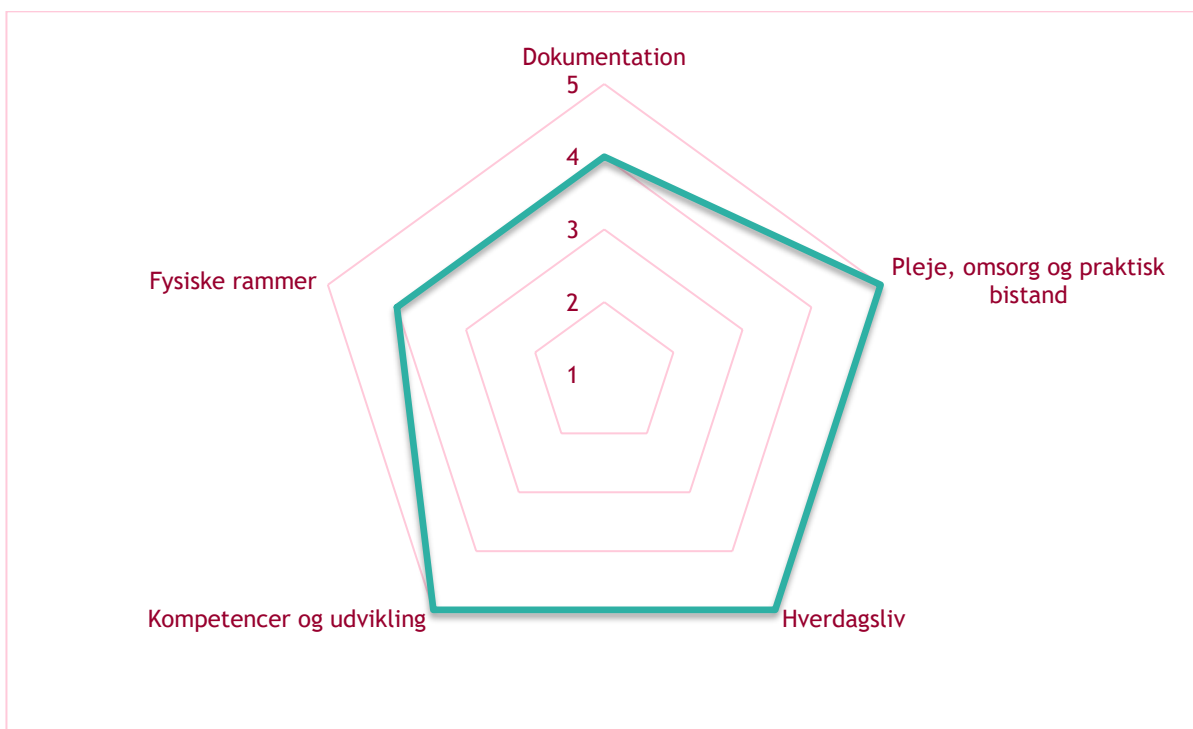 Dokumentation
5
4
3
2
1
Pleje, omsorg og praktisk
bistand
Hverdagsliv
Kompetencer og udvikling
Fysiske rammer